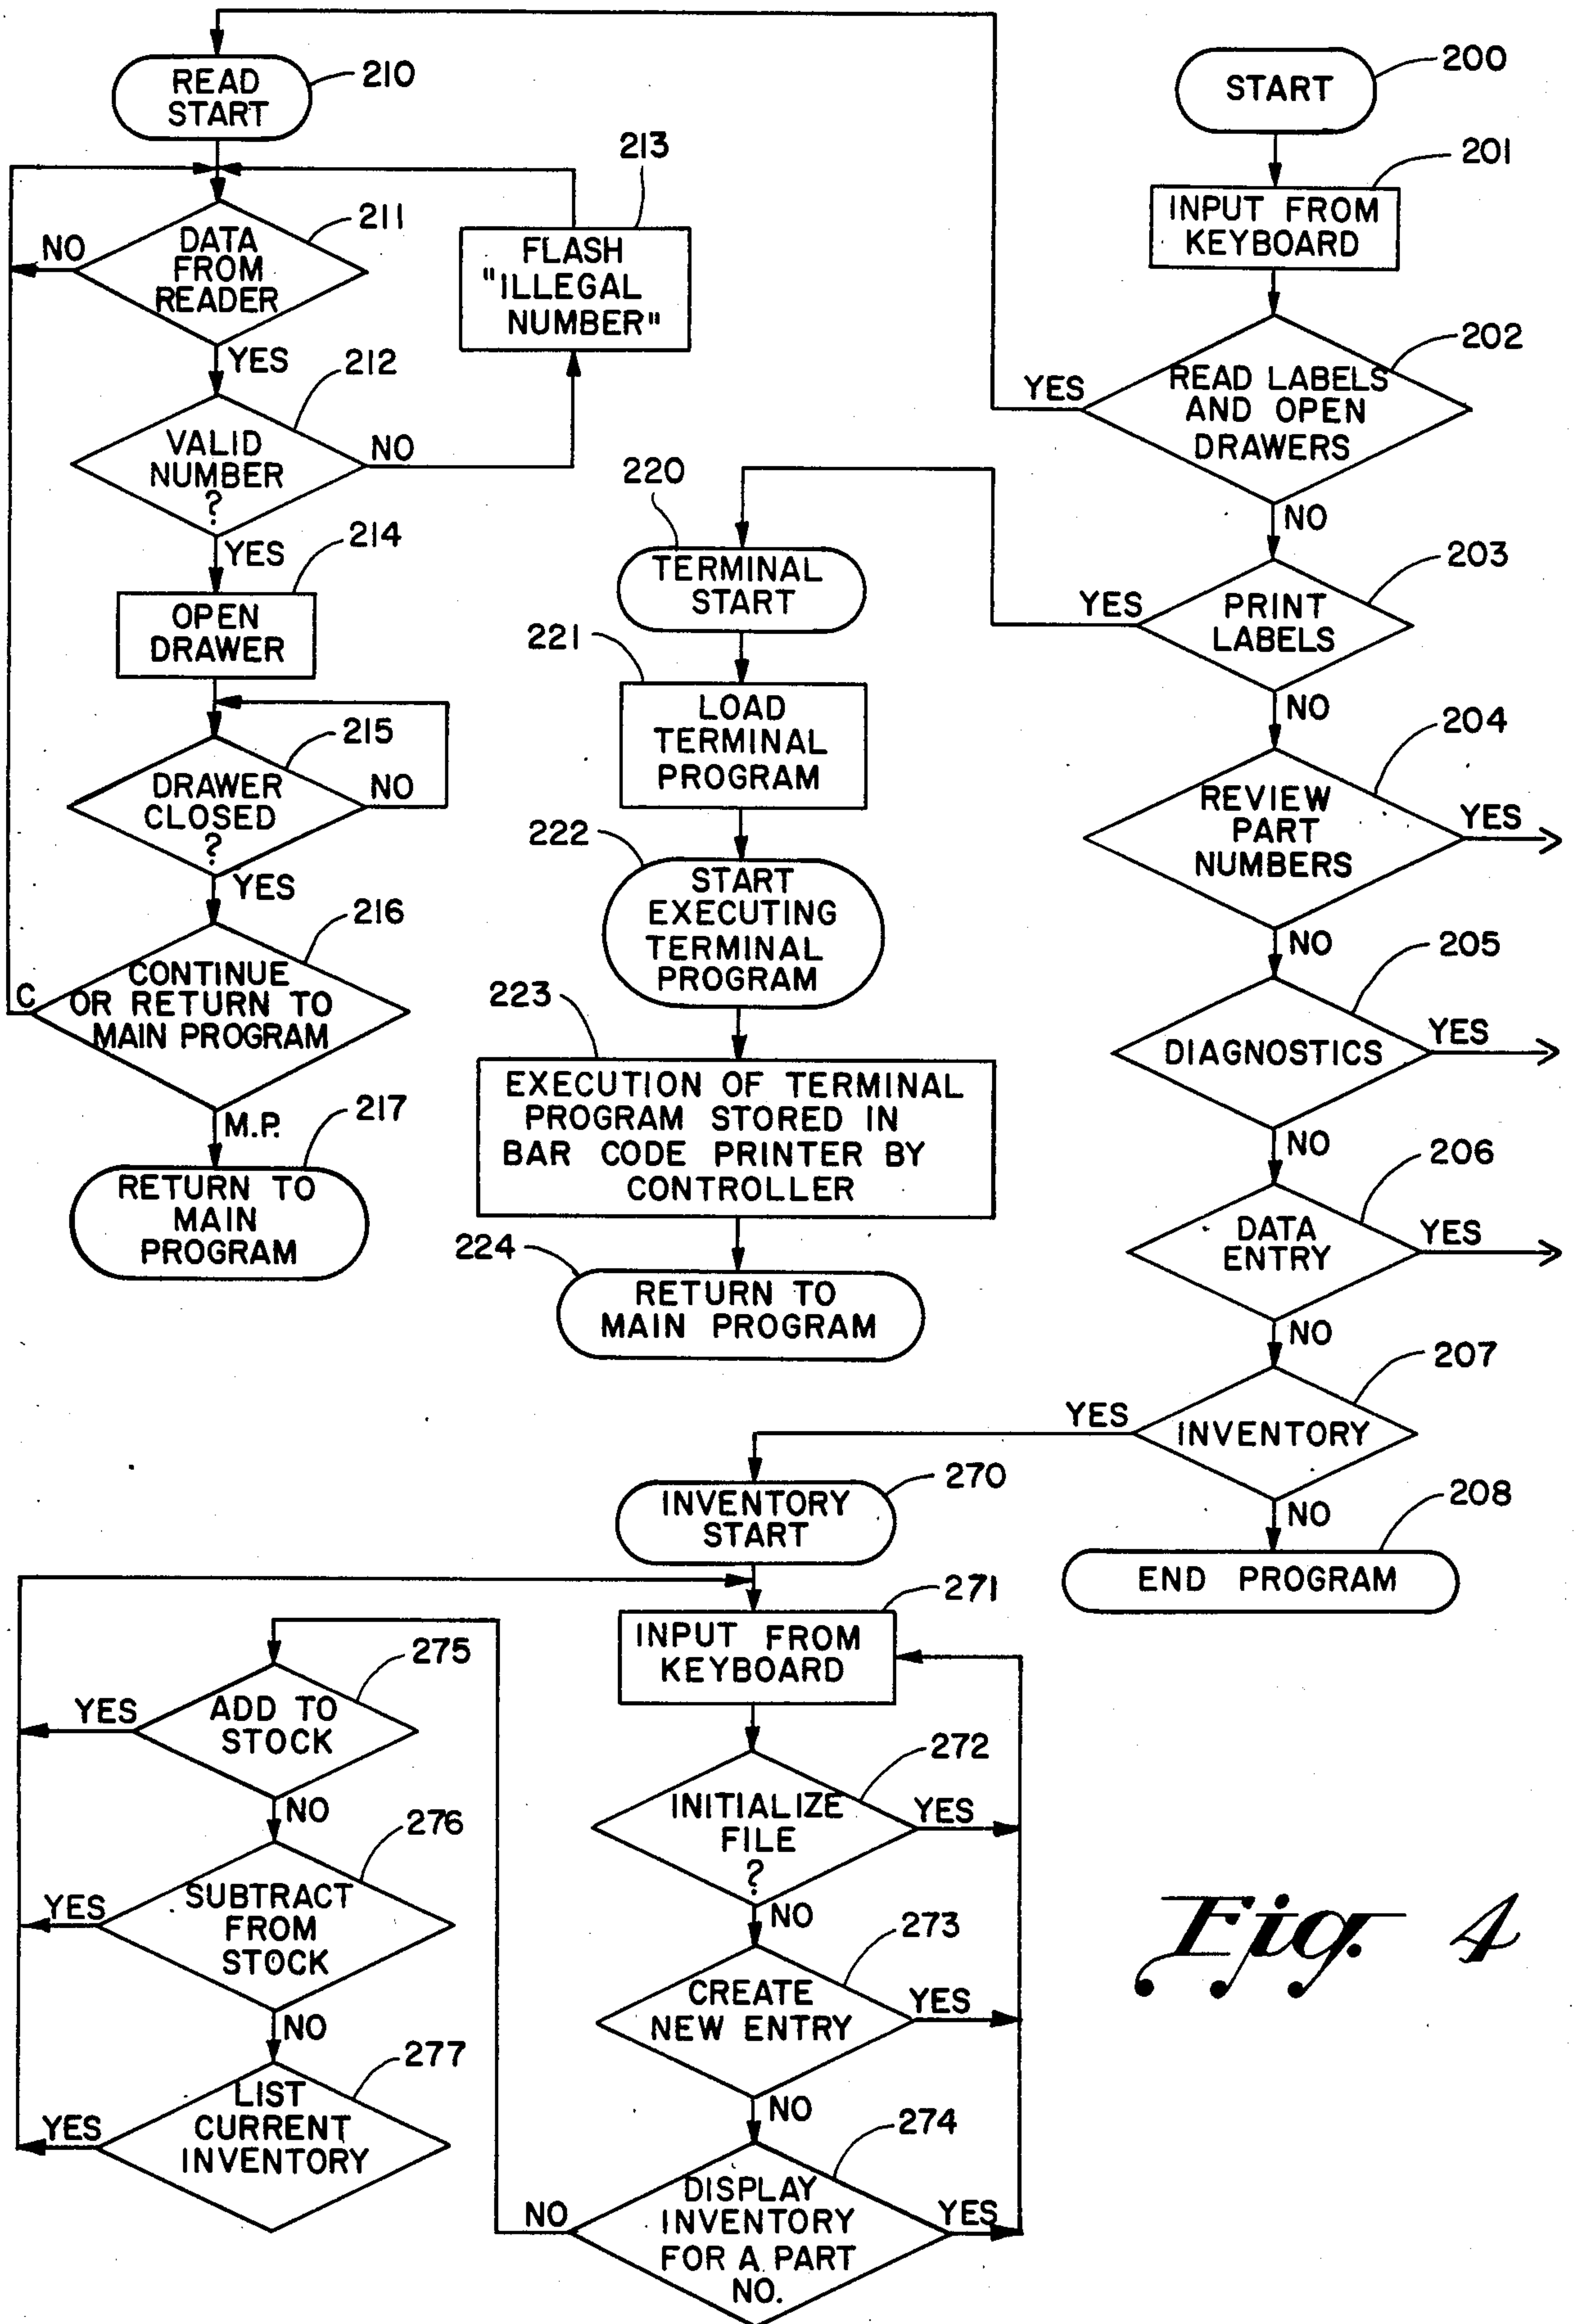 READ
START
210
NO
DATA
FROM
READER
211
YES
213
FLASH
"ILLEGAL
NUMBER"
VALID
NUMBER
?
212
NO
YES
214
OPEN
DRAWER
DRAWER
CLOSED
?
215
NO
YES
216
CONTINUE
OR RETURN TO
MAIN PROGRAM
C
M.P.
217
RETURN TO
MAIN
PROGRAM
220
TERMINAL
START
221
LOAD
TERMINAL
PROGRAM
222
START
EXECUTING
TERMINAL
PROGRAM
223
EXECUTION OF TERMINAL
PROGRAM STORED IN
BAR CODE PRINTER BY
CONTROLLER
224
RETURN TO
MAIN PROGRAM
START
200
201
INPUT FROM
KEYBOARD
202
READ LABELS
AND OPEN
DRAWERS
YES
NO
203
PRINT
LABELS
YES
NO
204
REVIEW
PART
NUMBERS
YES
NO
205
DIAGNOSTICS
YES
NO
206
DATA
ENTRY
YES
NO
207
INVENTORY
YES
NO
208
END PROGRAM
270
INVENTORY
START
271
INPUT FROM
KEYBOARD
272
INITIALIZE
FILE
?
YES
NO
273
CREATE
NEW ENTRY
YES
NO
274
DISPLAY
INVENTORY
FOR A PART
NO.
YES
NO
275
ADD TO
STOCK
YES
NO
276
SUBTRACT
FROM
STOCK
YES
NO
277
LIST
CURRENT
INVENTORY
YES
Fig. 4